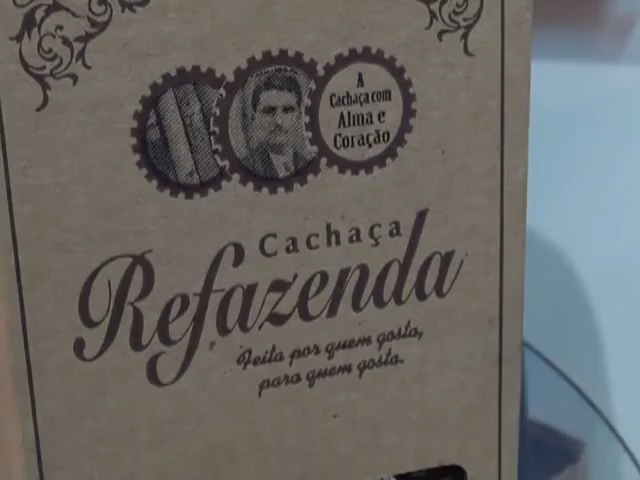 A
Cachaça com
Alma e
Coração
Cachaça
Refazenda
Feita por quem gosta,
para quem gosta.